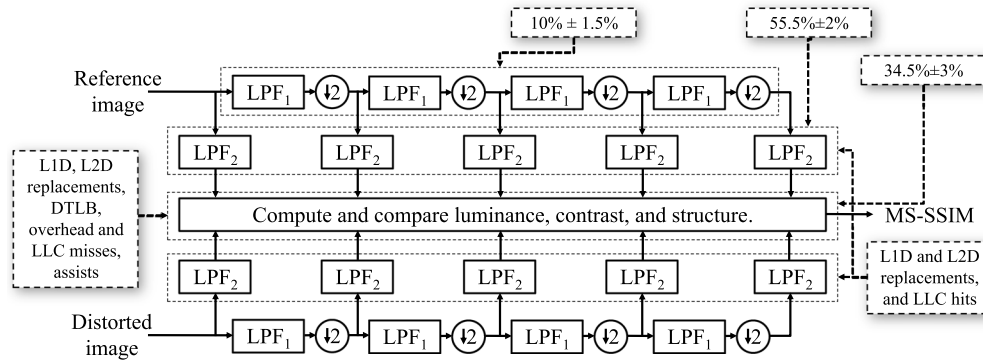 10% ± 1.5%
55.5%±2%
34.5%±3%
Reference
image
LPF1 ↓2 LPF1 ↓2 LPF1 ↓2 LPF1 ↓2
LPF2 LPF2 LPF2 LPF2 LPF2
L1D, L2D
replacements,
DTLB,
overhead and
LLC misses,
assists
Compute and compare luminance, contrast, and structure.
MS-SSIM
LPF2 LPF2 LPF2 LPF2 LPF2
L1D and L2D
replacements,
and LLC hits
Distorted
image
LPF1 ↓2 LPF1 ↓2 LPF1 ↓2 LPF1 ↓2